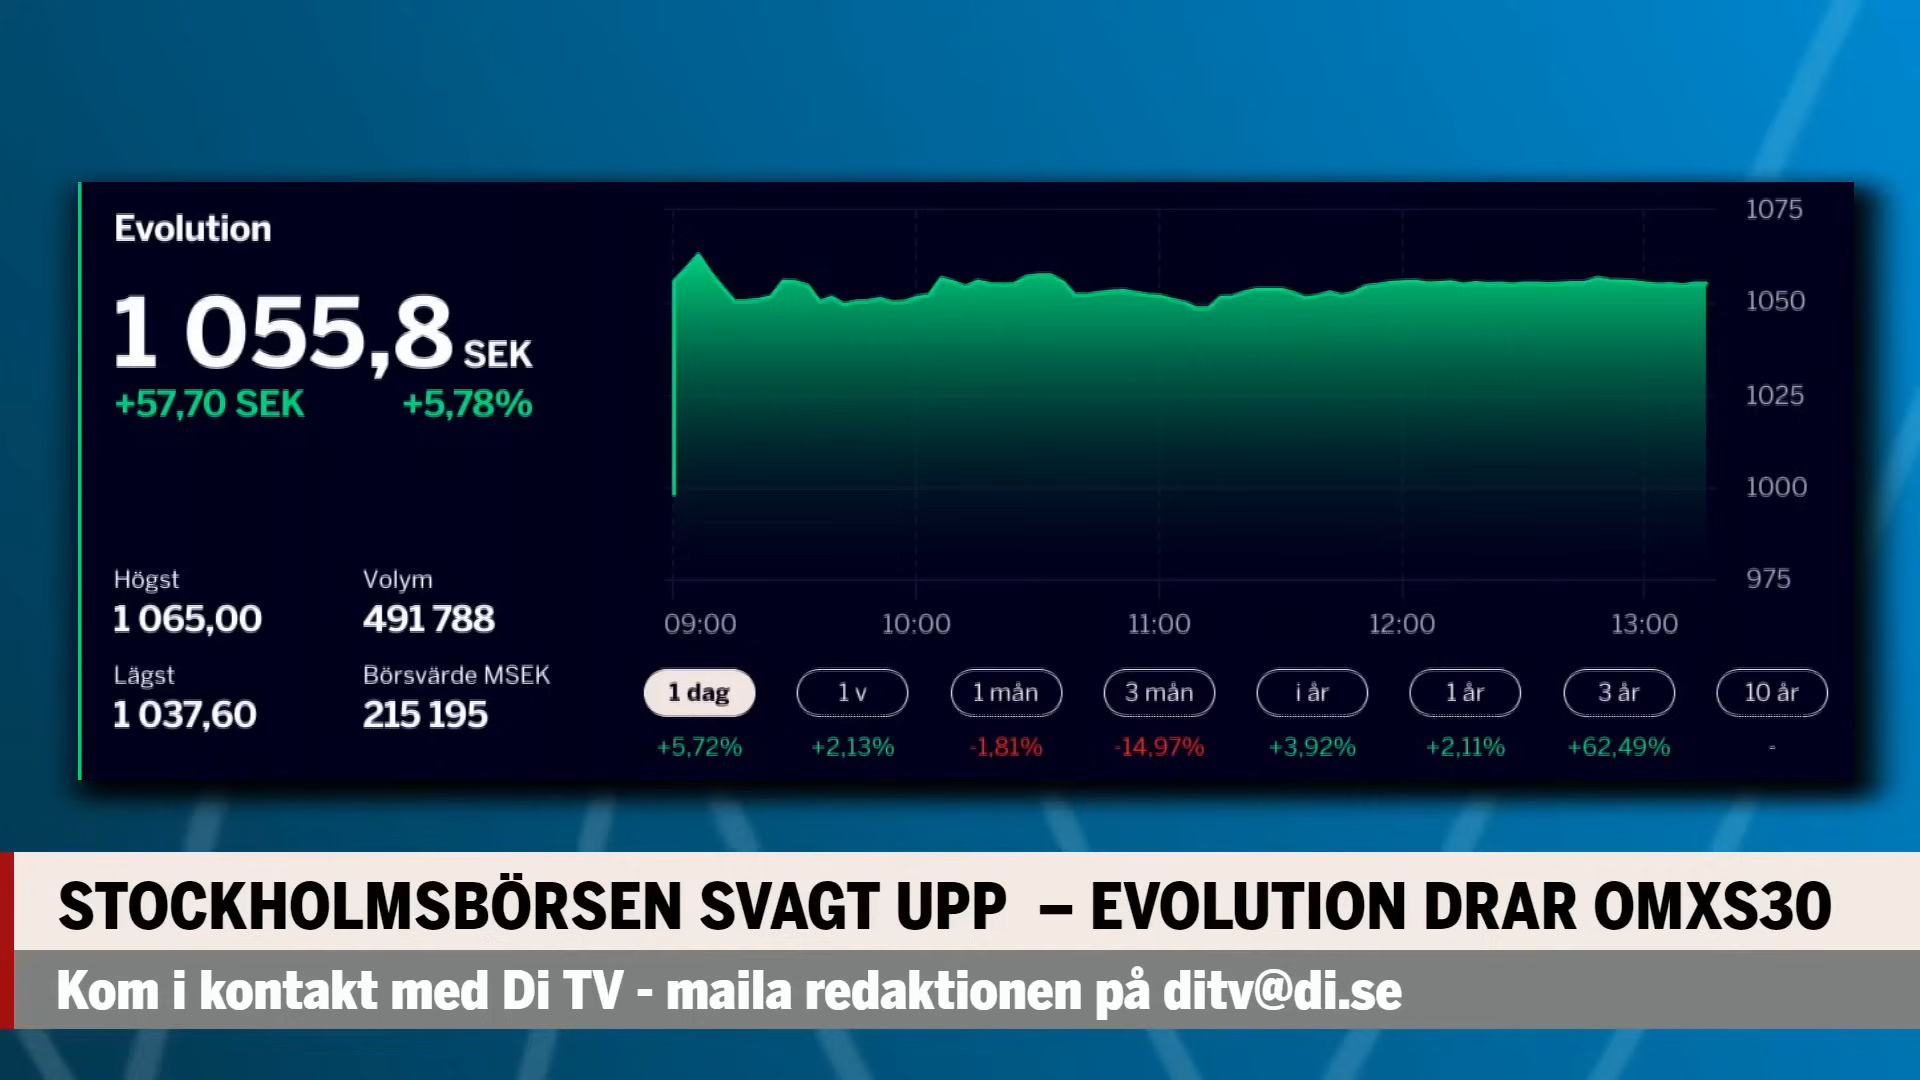 Evolution
1 055,8 SEK
+57,70 SEK +5,78%
Högst Volym
1 065,00 491 788
Lägst Börsvärde MSEK
1 037,60 215 195
1075
1050
1025
1000
975
09:00 10:00 11:00 12:00 13:00
1 dag 1 v 1 mån 3 mån i år 1 år 3 år 10 år
+5,72% +2,13% -1,81% -14,97% +3,92% +2,11% +62,49% -
STOCKHOLMSBÖRSEN SVAGT UPP – EVOLUTION DRAR OMXS30
Kom i kontakt med Di TV - maila redaktionen på ditv@di.se